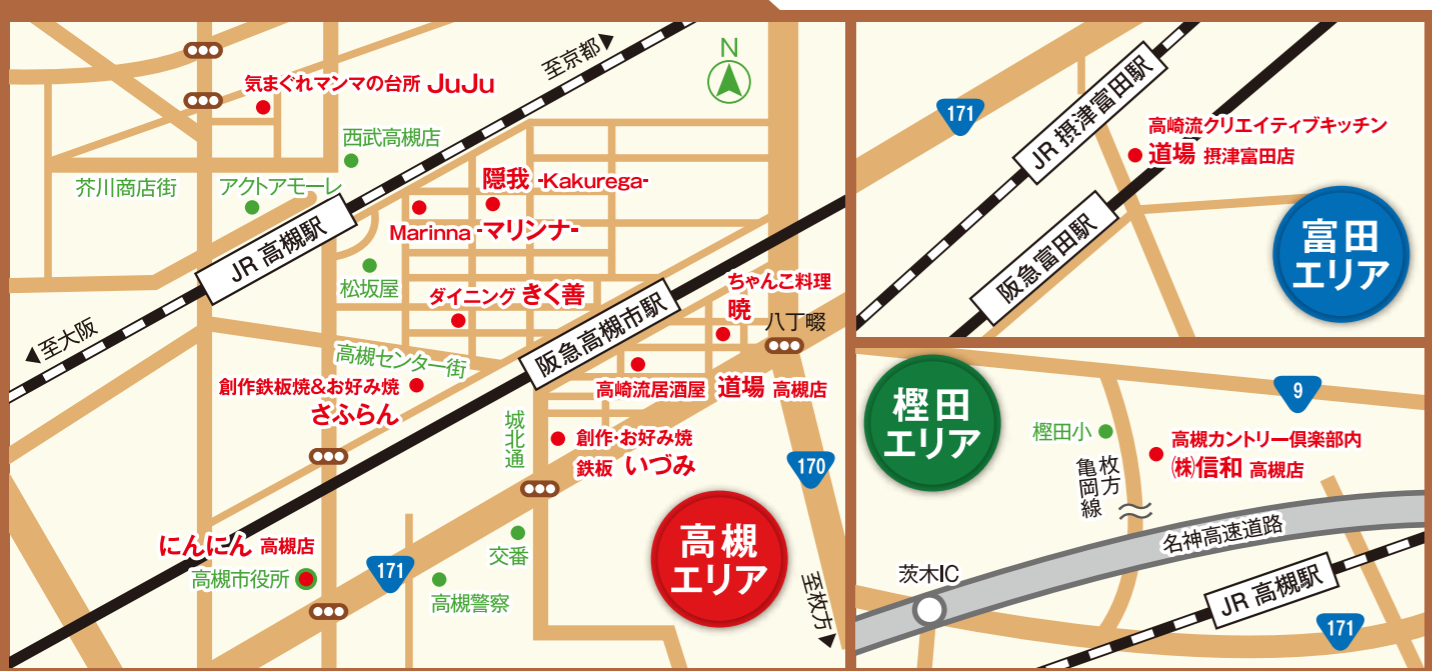 気まぐれマンマの台所 JuJu
至京都
N
西武高槻店
芥川商店街
アクトアモーレ
隠我 -Kakurega-
Marinna -マリンナ-
JR 高槻駅
松坂屋
ダイニング きく善
ちゃんこ料理
暁
八丁畷
至大阪
高槻センター街
阪急高槻市駅
創作鉄板焼&お好み焼
さふらん
高崎流居酒屋 道場 高槻店
城北通
創作・お好み焼
鉄板 いづみ
170
にんにん 高槻店
高槻市役所
171
交番
高槻警察
高槻
エリア
至枚方
171
JR 摂津富田駅
高崎流クリエイティブキッチン
道場 摂津富田店
阪急富田駅
富田
エリア
樫田
エリア
9
樫田小
枚方
亀岡線
高槻カントリー倶楽部内
㈱信和 高槻店
名神高速道路
茨木IC
JR 高槻駅
171